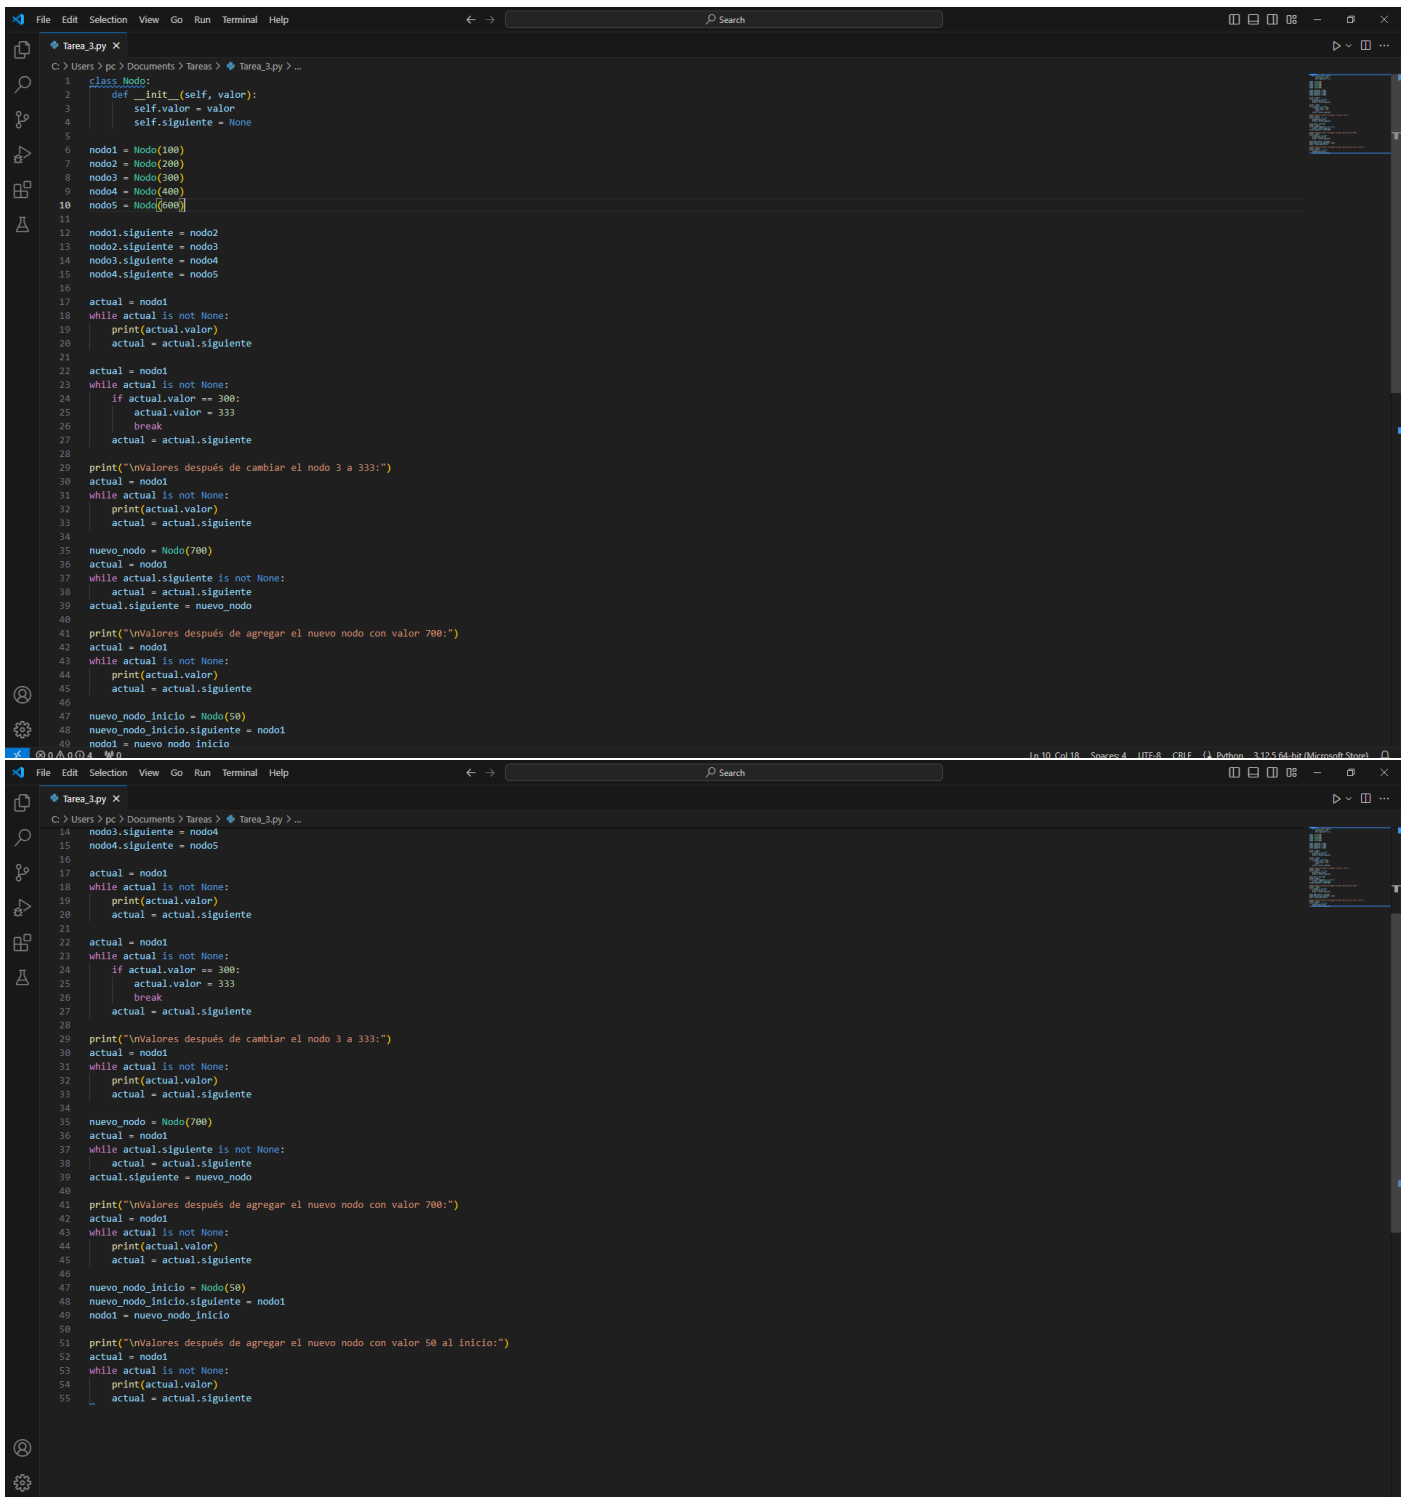 File Edit Selection View Go Run Terminal Help
Search
Tarea_3.py
C: > Users > pc > Documents > Tareas > Tarea_3.py > ...
1 class Nodo:
2     def __init__(self, valor):
3         self.valor = valor
4         self.siguiente = None
5
6 nodo1 = Nodo(100)
7 nodo2 = Nodo(200)
8 nodo3 = Nodo(300)
9 nodo4 = Nodo(400)
10 nodo5 = Nodo(600)
11
12 nodo1.siguiente = nodo2
13 nodo2.siguiente = nodo3
14 nodo3.siguiente = nodo4
15 nodo4.siguiente = nodo5
16
17 actual = nodo1
18 while actual is not None:
19     print(actual.valor)
20     actual = actual.siguiente
21
22 actual = nodo1
23 while actual is not None:
24     if actual.valor == 300:
25         actual.valor = 333
26         break
27     actual = actual.siguiente
28
29 print("\nValores después de cambiar el nodo 3 a 333:")
30 actual = nodo1
31 while actual is not None:
32     print(actual.valor)
33     actual = actual.siguiente
34
35 nuevo_nodo = Nodo(700)
36 actual = nodo1
37 while actual.siguiente is not None:
38     actual = actual.siguiente
39 actual.siguiente = nuevo_nodo
40
41 print("\nValores después de agregar el nuevo nodo con valor 700:")
42 actual = nodo1
43 while actual is not None:
44     print(actual.valor)
45     actual = actual.siguiente
46
47 nuevo_nodo_inicio = Nodo(50)
48 nuevo_nodo_inicio.siguiente = nodo1
49 nodo1 = nuevo_nodo_inicio
0 0 0 4 0 Ln 10, Col 18 Spaces: 4 UTF-8 CRLF Python 3.12.5 64-bit (Microsoft Store)
File Edit Selection View Go Run Terminal Help
Search
Tarea_3.py
C: > Users > pc > Documents > Tareas > Tarea_3.py > ...
14 nodo3.siguiente = nodo4
15 nodo4.siguiente = nodo5
16
17 actual = nodo1
18 while actual is not None:
19     print(actual.valor)
20     actual = actual.siguiente
21
22 actual = nodo1
23 while actual is not None:
24     if actual.valor == 300:
25         actual.valor = 333
26         break
27     actual = actual.siguiente
28
29 print("\nValores después de cambiar el nodo 3 a 333:")
30 actual = nodo1
31 while actual is not None:
32     print(actual.valor)
33     actual = actual.siguiente
34
35 nuevo_nodo = Nodo(700)
36 actual = nodo1
37 while actual.siguiente is not None:
38     actual = actual.siguiente
39 actual.siguiente = nuevo_nodo
40
41 print("\nValores después de agregar el nuevo nodo con valor 700:")
42 actual = nodo1
43 while actual is not None:
44     print(actual.valor)
45     actual = actual.siguiente
46
47 nuevo_nodo_inicio = Nodo(50)
48 nuevo_nodo_inicio.siguiente = nodo1
49 nodo1 = nuevo_nodo_inicio
50
51 print("\nValores después de agregar el nuevo nodo con valor 50 al inicio:")
52 actual = nodo1
53 while actual is not None:
54     print(actual.valor)
55     actual = actual.siguiente